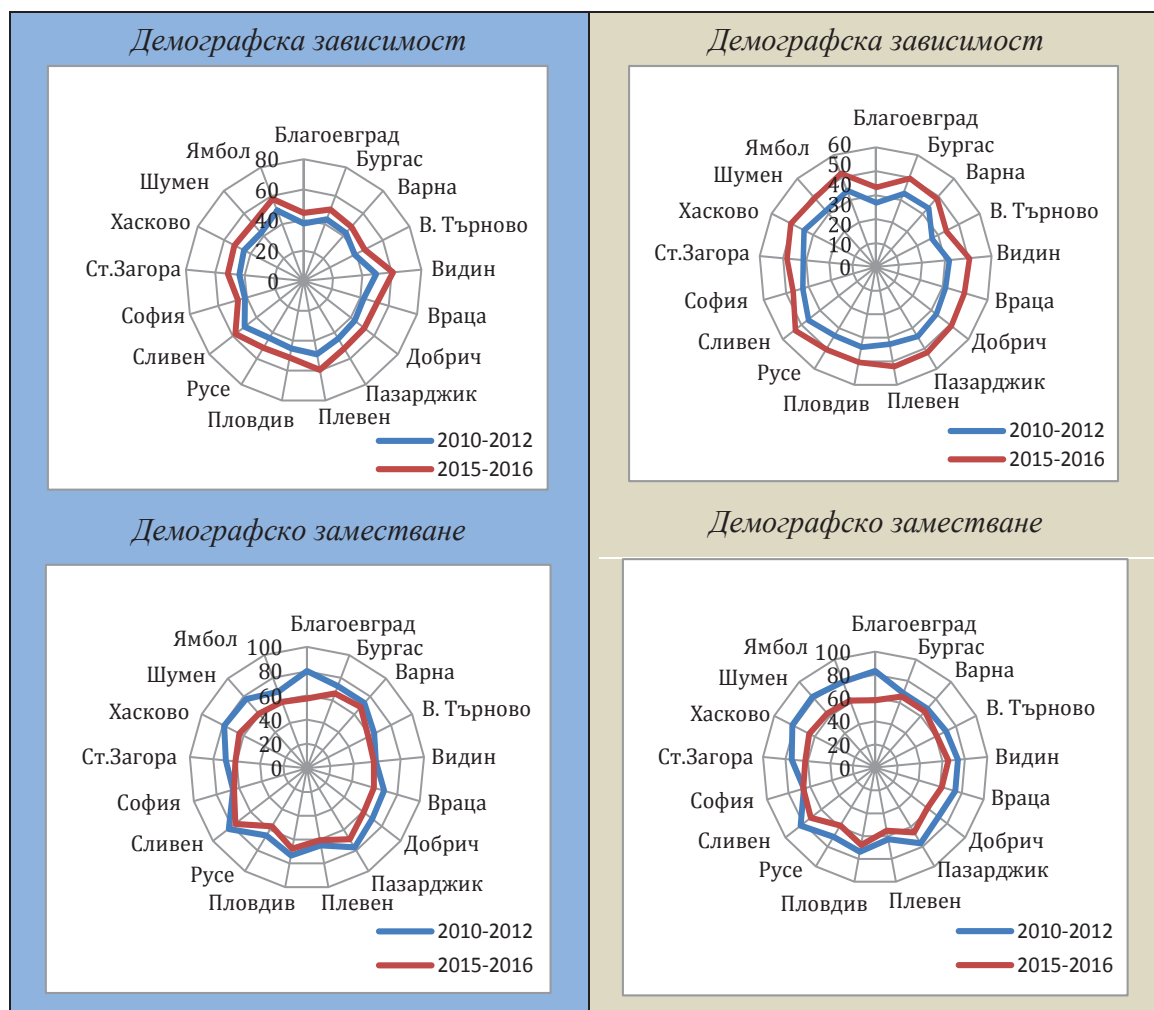 Демографска зависимост
Благоевград
Бургас
Варна
В. Търново
Видин
Враца
Добрич
Пазарджик
Плевен
Пловдив
Русе
Сливен
София
Ст.Загора
Хасково
Шумен
Ямбол
80
60
40
20
0
2010-2012
2015-2016
Демографска зависимост
Благоевград
Бургас
Варна
В. Търново
Видин
Враца
Добрич
Пазарджик
Плевен
Пловдив
Русе
Сливен
София
Ст.Загора
Хасково
Шумен
Ямбол
60
50
40
30
20
10
0
2010-2012
2015-2016
Демографско заместване
Благоевград
Бургас
Варна
В. Търново
Видин
Враца
Добрич
Пазарджик
Плевен
Пловдив
Русе
Сливен
София
Ст.Загора
Хасково
Шумен
Ямбол
100
80
60
40
20
0
2010-2012
2015-2016
Демографско заместване
Благоевград
Бургас
Варна
В. Търново
Видин
Враца
Добрич
Пазарджик
Плевен
Пловдив
Русе
Сливен
София
Ст.Загора
Хасково
Шумен
Ямбол
100
80
60
40
20
0
2010-2012
2015-2016